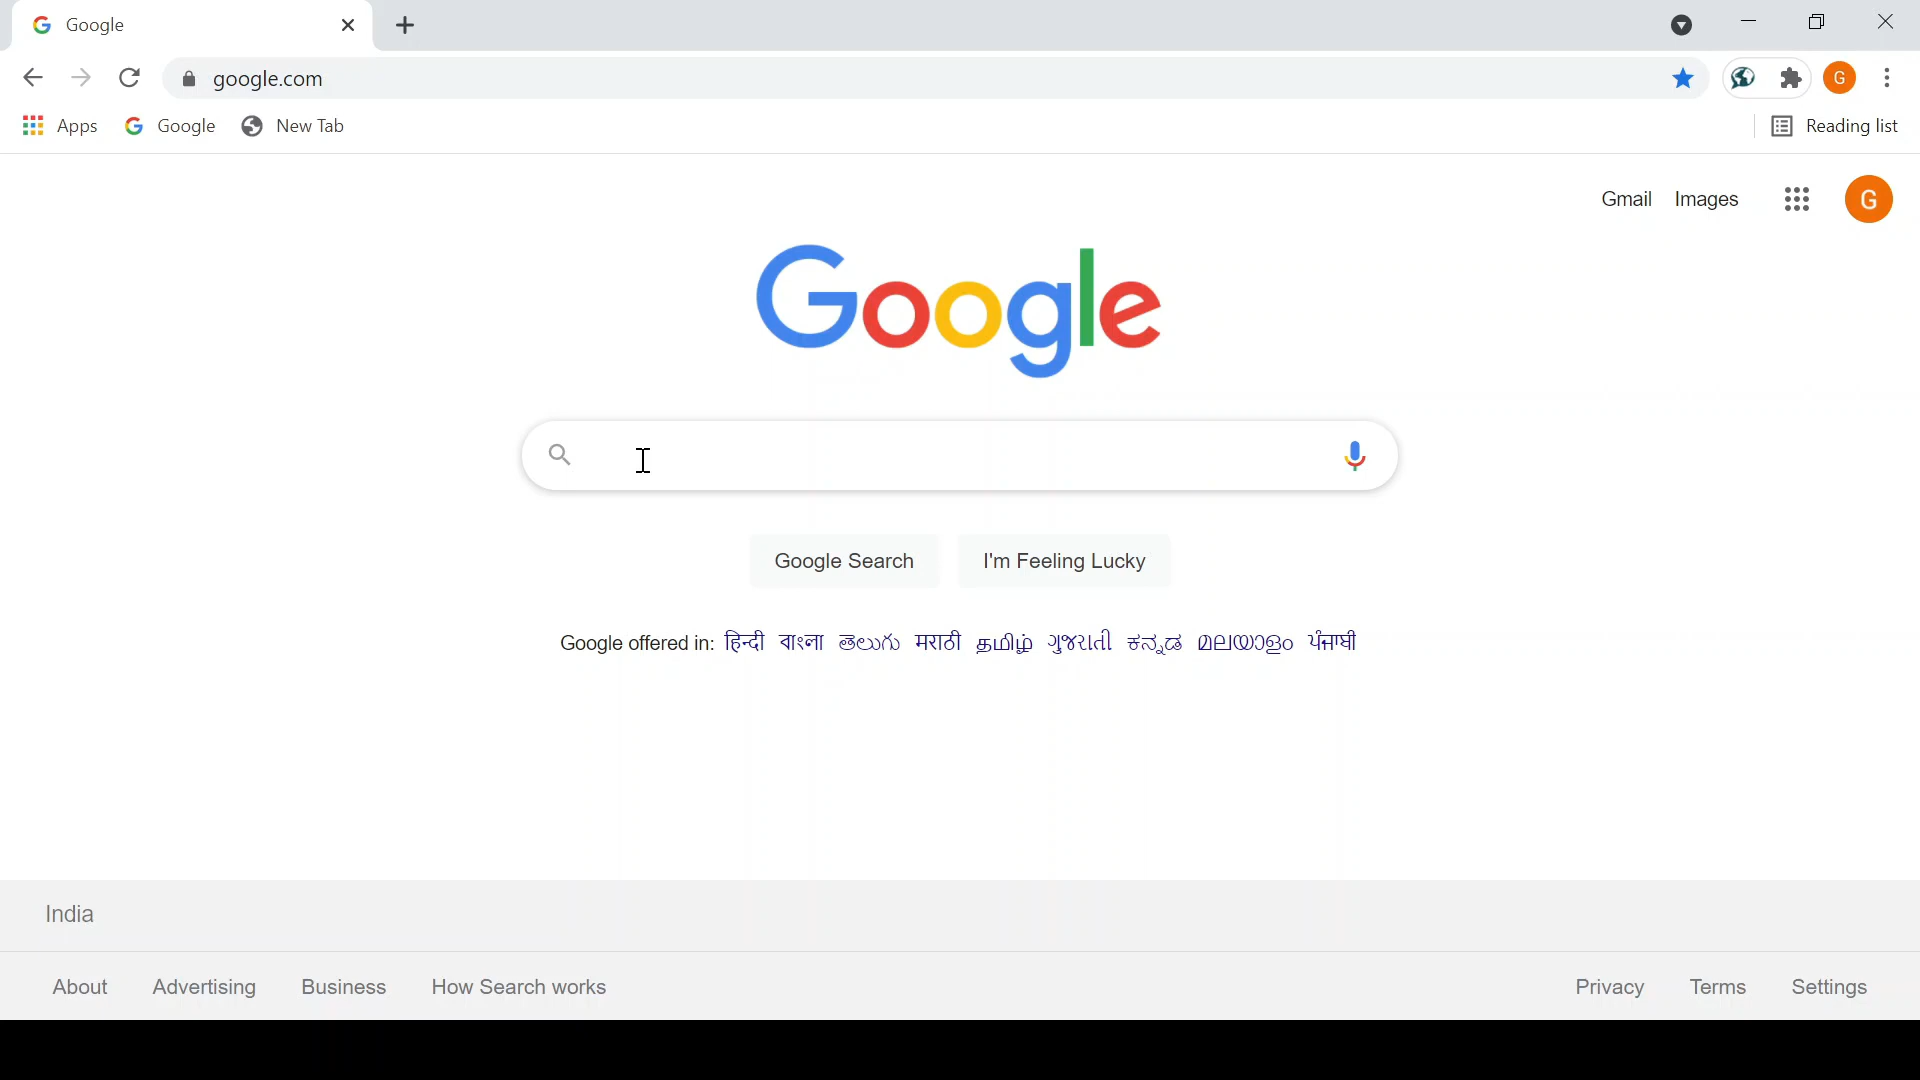 Google
google.com
G
Apps Google New Tab Reading list
Gmail Images G
Google
Google Search I'm Feeling Lucky
Google offered in: हिन्दी বাংলা తెలుగు मराठी தமிழ் ગુજરાતી ಕನ್ನಡ മലയാളം ਪੰਜਾਬੀ
India
About Advertising Business How Search works Privacy Terms Settings